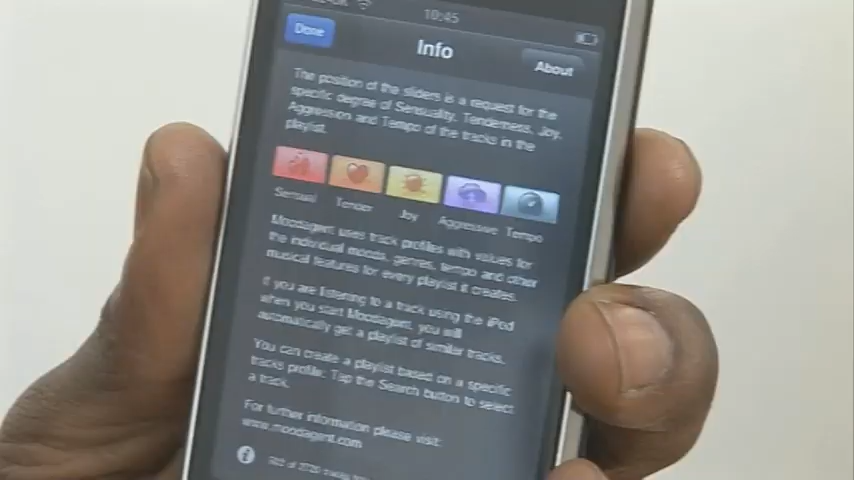 10:45
Done
Info
About
The position of the sliders is a request for the
specific degree of Sensuality, Tenderness, Joy,
Aggression and Tempo of the tracks in the
playlist.
Sensual Tender Joy Aggressive Tempo
Moodagent uses track profiles with values for
the individual moods, genres, tempo and other
musical features for every playlist it creates.
If you are listening to a track using the iPod
when you start Moodagent, you will
automatically get a playlist of similar tracks.
You can create a playlist based on a specific
tracks profile: Tap the Search button to select
a track.
For further information please visit:
www.moodagent.com